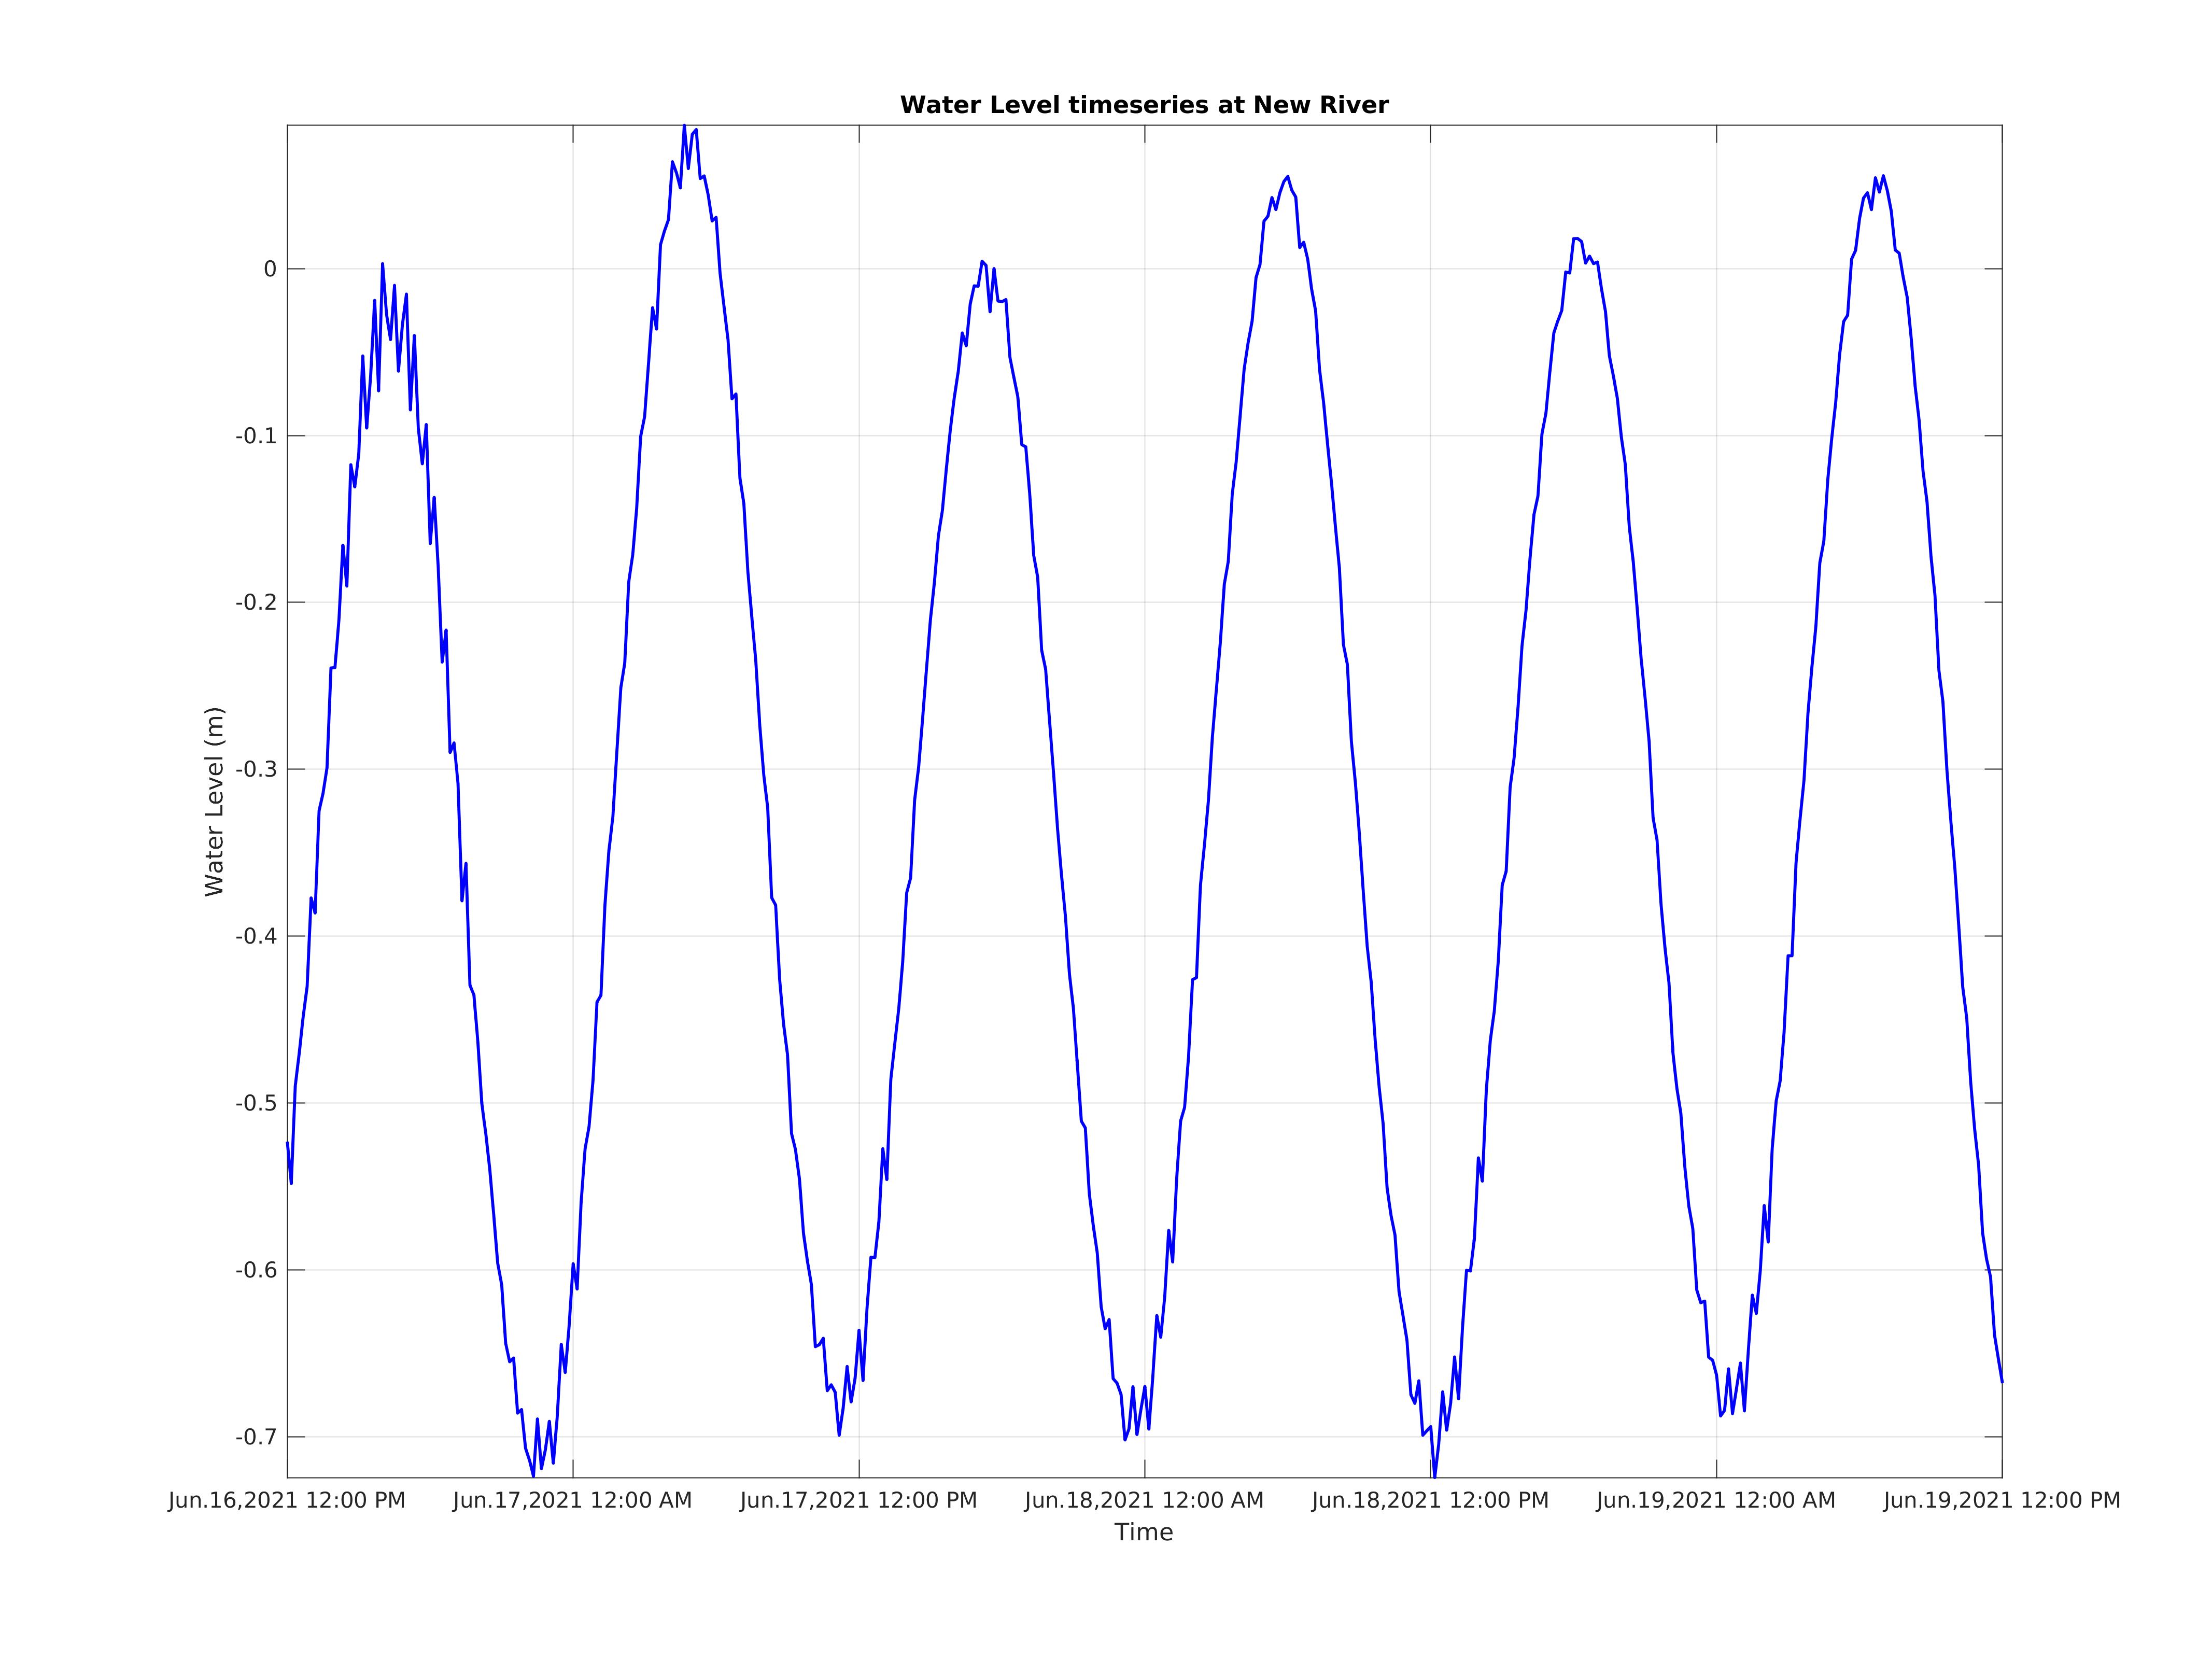 Water Level timeseries at New River
0
-0.1
-0.2
-0.3
-0.4
-0.5
-0.6
-0.7
Water Level (m)
Jun.16,2021 12:00 PM Jun.17,2021 12:00 AM Jun.17,2021 12:00 PM Jun.18,2021 12:00 AM Jun.18,2021 12:00 PM Jun.19,2021 12:00 AM Jun.19,2021 12:00 PM
Time